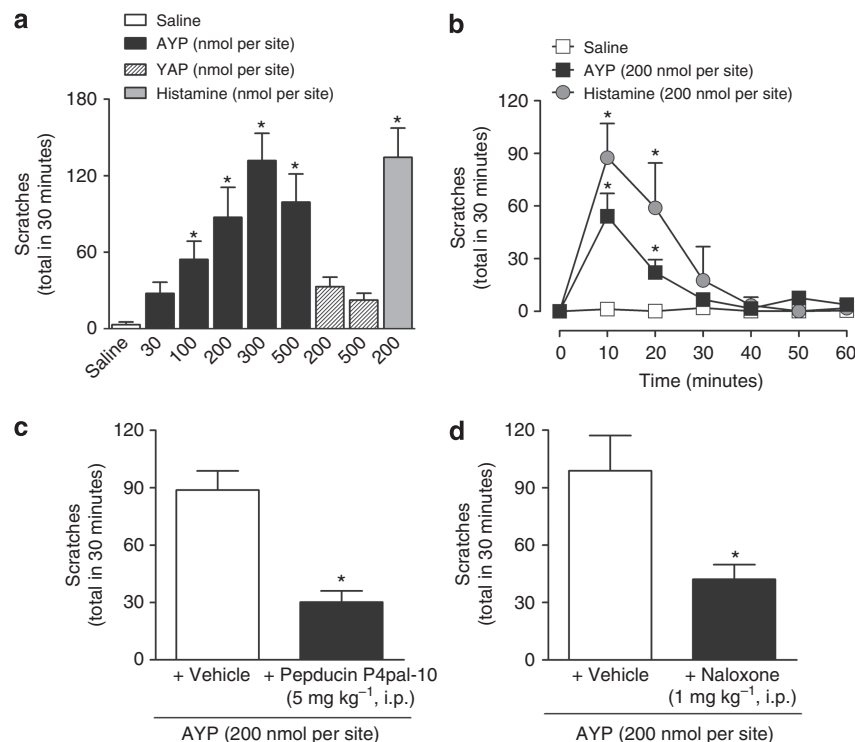 a
Saline
AYP (nmol per site)
YAP (nmol per site)
Histamine (nmol per site)
Scratches
(total in 30 minutes)
180
120
60
0
*
*
*
*
*
Saline
30
100
200
300
500
200
500
200
b
Saline
AYP (200 nmol per site)
Histamine (200 nmol per site)
Scratches
(total in 30 minutes)
120
90
60
30
0
*
*
*
*
0 10 20 30 40 50 60
Time (minutes)
c
Scratches
(total in 30 minutes)
120
90
60
30
0
*
+ Vehicle + Pepducin P4pal-10
(5 mg kg⁻¹, i.p.)
AYP (200 nmol per site)
d
Scratches
(total in 30 minutes)
120
90
60
30
0
*
+ Vehicle + Naloxone
(1 mg kg⁻¹, i.p.)
AYP (200 nmol per site)